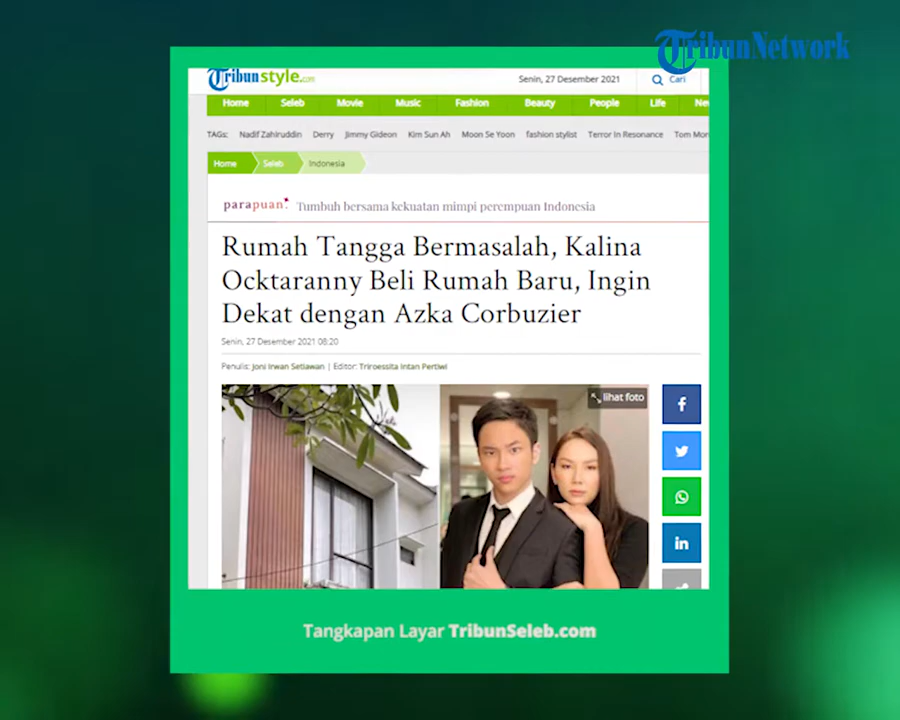 TribunNetwork
Tribunstyle.com
Senin, 27 Desember 2021
Cari
Home Seleb Movie Music Fashion Beauty People Life
TAGs: Nadif Zahiruddin Derry Jimmy Gideon Kim Sun Ah Moon Se Yoon fashion stylist Terror In Resonance Tom
Home Seleb Indonesia
parapuan. Tumbuh bersama kekuatan mimpi perempuan Indonesia
Rumah Tangga Bermasalah, Kalina
Ocktaranny Beli Rumah Baru, Ingin
Dekat dengan Azka Corbuzier
Senin, 27 Desember 2021 08:20
Penulis: Joni Irwan Setiawan | Editor: Triroessita Intan Pertiwi
lihat foto
Tangkapan Layar TribunSeleb.com